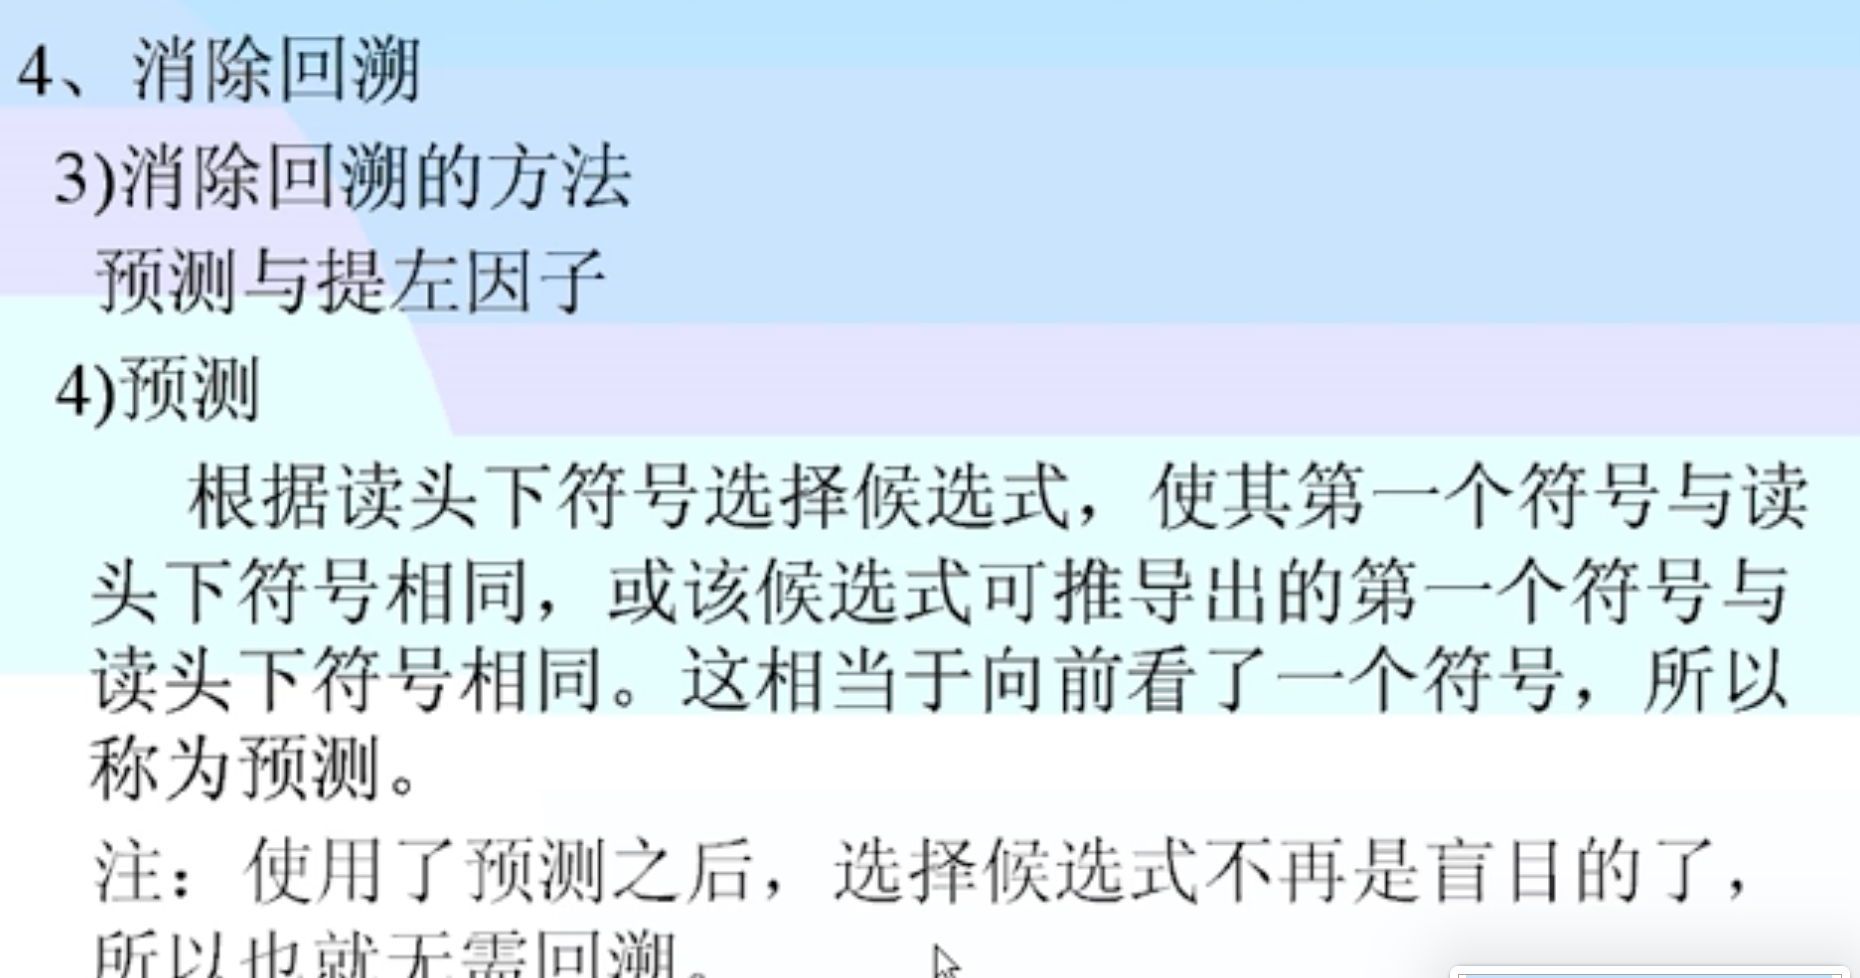 4、消除回溯
3)消除回溯的方法
预测与提左因子
4)预测
根据读头下符号选择候选式，使其第一个符号与读
头下符号相同，或该候选式可推导出的第一个符号与
读头下符号相同。这相当于向前看了一个符号，所以
称为预测。
注：使用了预测之后，选择候选式不再是盲目的了，
所以也就无需回溯。